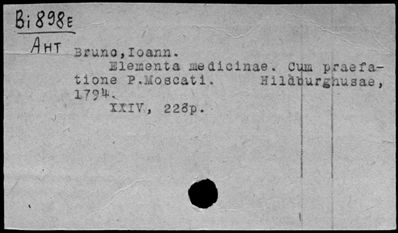 Bi 898E
Ант
Bruno, Ioann.
Elementa medicinae. Cum praefa-
tione P.Moscati. Hildburghusae,
1794.
XXIV, 228p.